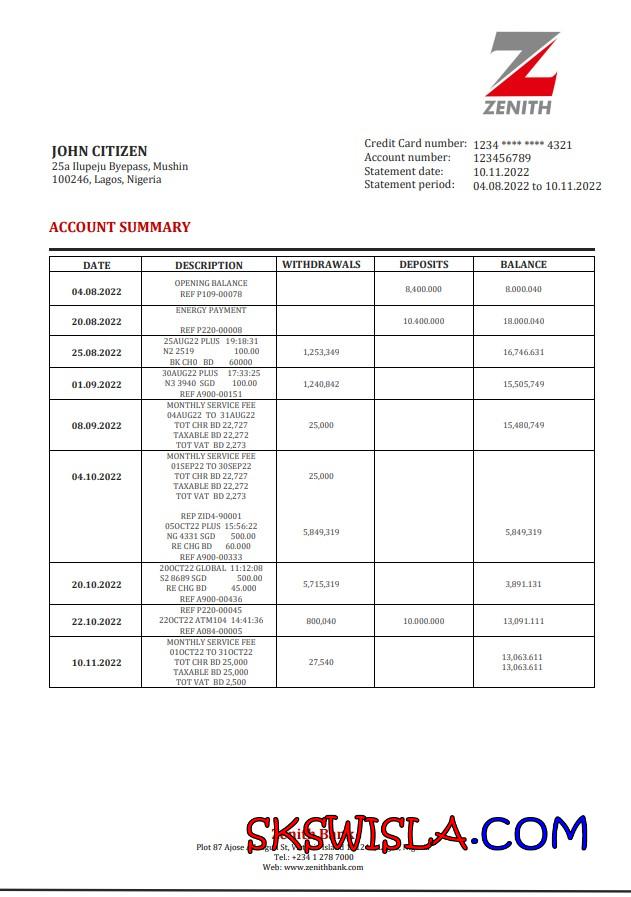 ZENITH
JOHN CITIZEN
25a Ilupeju Byepass, Mushin
100246, Lagos, Nigeria
Credit Card number: 1234 **** **** 4321
Account number: 123456789
Statement date: 10.11.2022
Statement period: 04.08.2022 to 10.11.2022
ACCOUNT SUMMARY
DATE DESCRIPTION WITHDRAWALS DEPOSITS BALANCE
OPENING BALANCE
04.08.2022 8,400.000 8.000.040
REF P109-00078
ENERGY PAYMENT
20.08.2022 10.400.000 18.000.040
REF P220-00008
25AUG22 PLUS 19:18:31
25.08.2022 N2 2519 100.00 1,253,349 16,746.631
BK CH0 BD 60000
30AUG22 PLUS 17:33:25
01.09.2022 N3 3940 SGD 100.00 1,240,842 15,505,749
REF A900-00151
MONTHLY SERVICE FEE
04AUG22 TO 31AUG22
08.09.2022 TOT CHR BD 22,727 25,000 15,480,749
TAXABLE BD 22,272
TOT VAT BD 2,273
MONTHLY SERVICE FEE
01SEP22 TO 30SEP22
04.10.2022 TOT CHR BD 22,727 25,000
TAXABLE BD 22,272
TOT VAT BD 2,273
REP ZID4-90001
05OCT22 PLUS 15:56:22
NG 4331 SGD 500.00 5,849,319 5,849,319
RE CHG BD 60.000
REF A900-00333
20OCT22 GLOBAL 11:12:08
20.10.2022 S2 8689 SGD 500.00 5,715,319 3,891.131
RE CHG BD 45.000
REF A900-00436
REF P220-00045
22.10.2022 22OCT22 ATM104 14:41:36 800,040 10.000.000 13,091.111
REF A084-00005
MONTHLY SERVICE FEE
01OCT22 TO 31OCT22
10.11.2022 TOT CHR BD 25,000 27,540 13,063.611
TAXABLE BD 25,000 13,063.611
TOT VAT BD 2,500
SKSWISLA.COM
Zenith Bank
Plot 87 Ajose St,
Tel.: +234 1 278 7000
Web: www.zenithbank.com